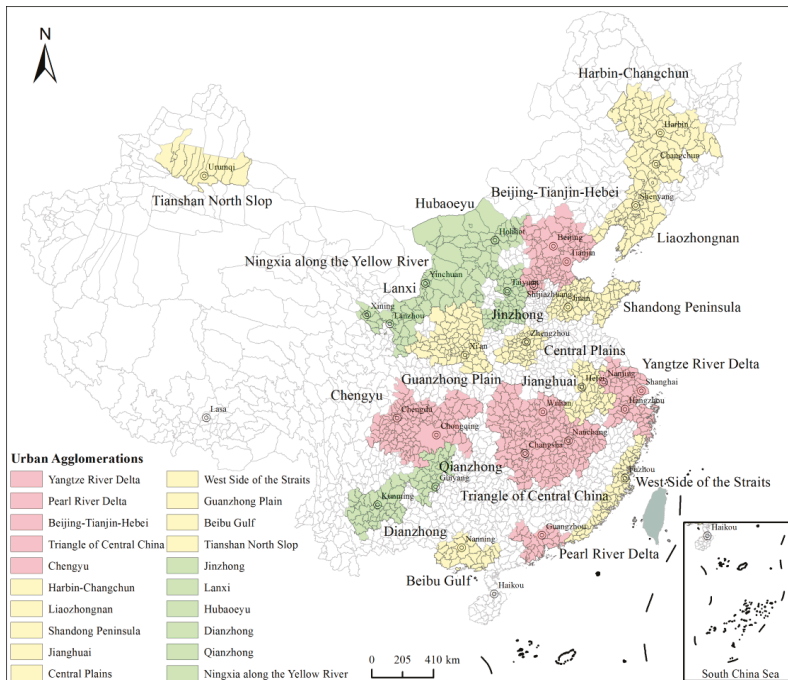 N
Harbin-Changchun
Harbin
Changchun
Urumqi
Tianshan North Slop
Shenyang
Beijing-Tianjin-Hebei
Hubaoeyu
Hohhot
Beijing
Tianjin
Liaozhongnan
Ningxia along the Yellow River
Yinchuan
Lanxi
Taiyuan
Shijiazhuang
Jinan
Shandong Peninsula
Xining
Lanzhou
Jinzhong
Zhengzhou
Central Plains
Xi'an
Guanzhong Plain
Jianghuai
Hefei
Nanjing
Yangtze River Delta
Shanghai
Hangzhou
Chengyu
Chengdu
Chongqing
Wuhan
Nanchang
Changsha
Lasa
Qianzhong
Guiyang
Triangle of Central China
Fuzhou
West Side of the Straits
Kunming
Dianzhong
Guangzhou
Nanning
Pearl River Delta
Beibu Gulf
Haikou
Urban Agglomerations
Yangtze River Delta
Pearl River Delta
Beijing-Tianjin-Hebei
Triangle of Central China
Chengyu
Harbin-Changchun
Liaozhongnan
Shandong Peninsula
Jianghuai
Central Plains
West Side of the Straits
Guanzhong Plain
Beibu Gulf
Tianshan North Slop
Jinzhong
Lanxi
Hubaoeyu
Dianzhong
Qianzhong
Ningxia along the Yellow River
0 205 410 km
Haikou
South China Sea